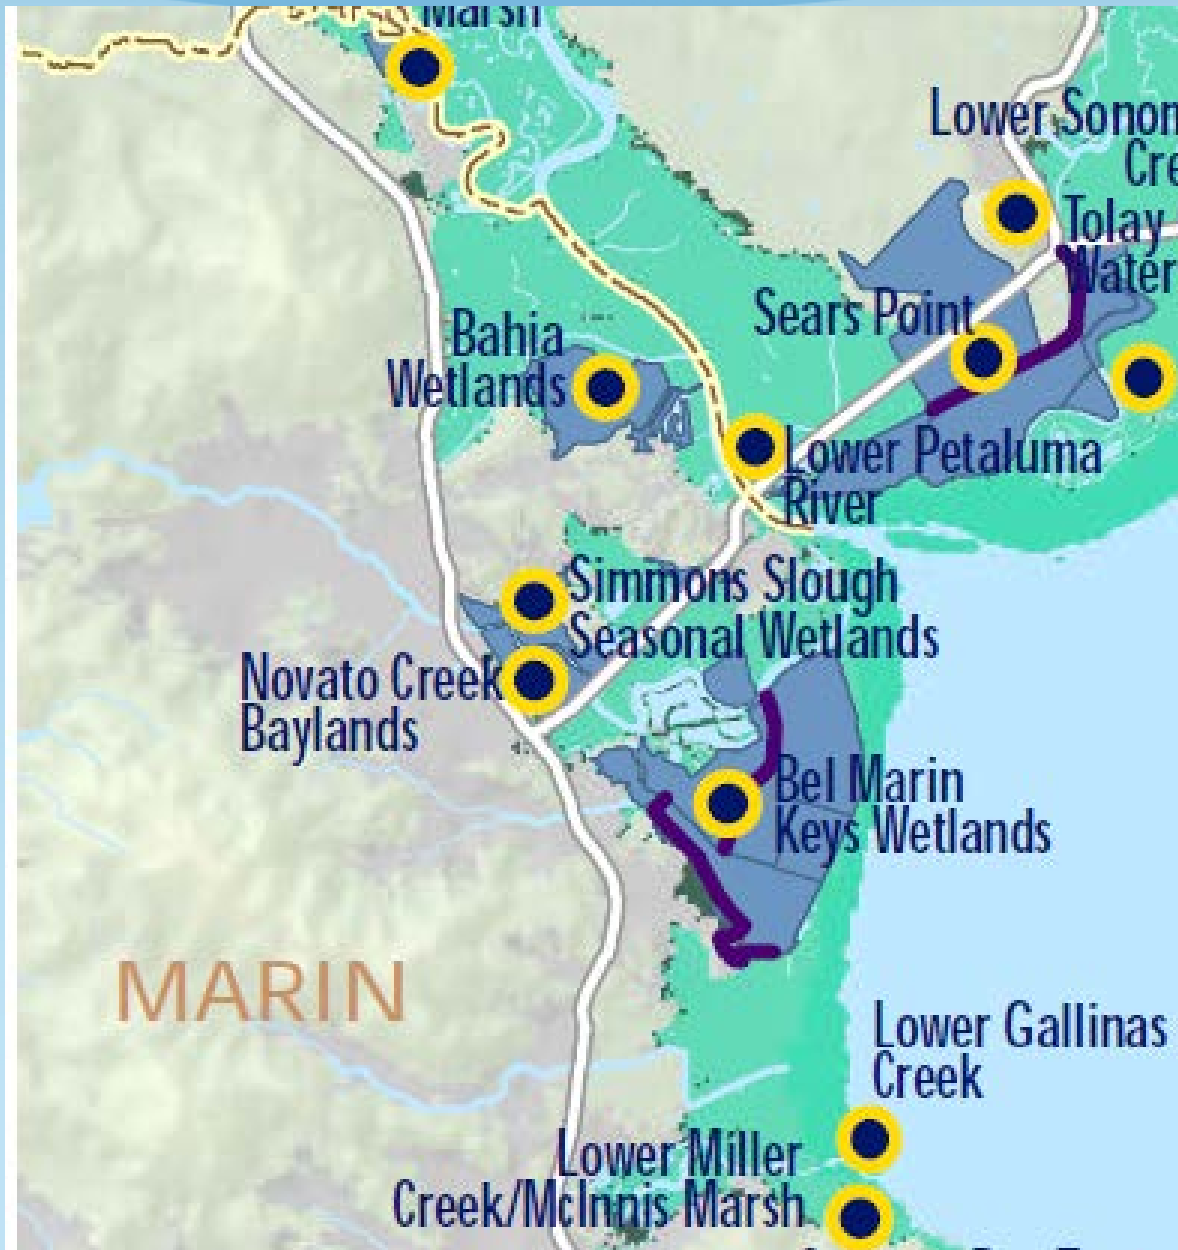 Marsh
Lower Sonom
Cre
Tolay
Water
Sears Point
Bahia
Wetlands
Lower Petaluma
River
Simmons Slough
Seasonal Wetlands
Novato Creek
Baylands
Bel Marin
Keys Wetlands
MARIN
Lower Gallinas
Creek
Lower Miller
Creek/McInnis Marsh